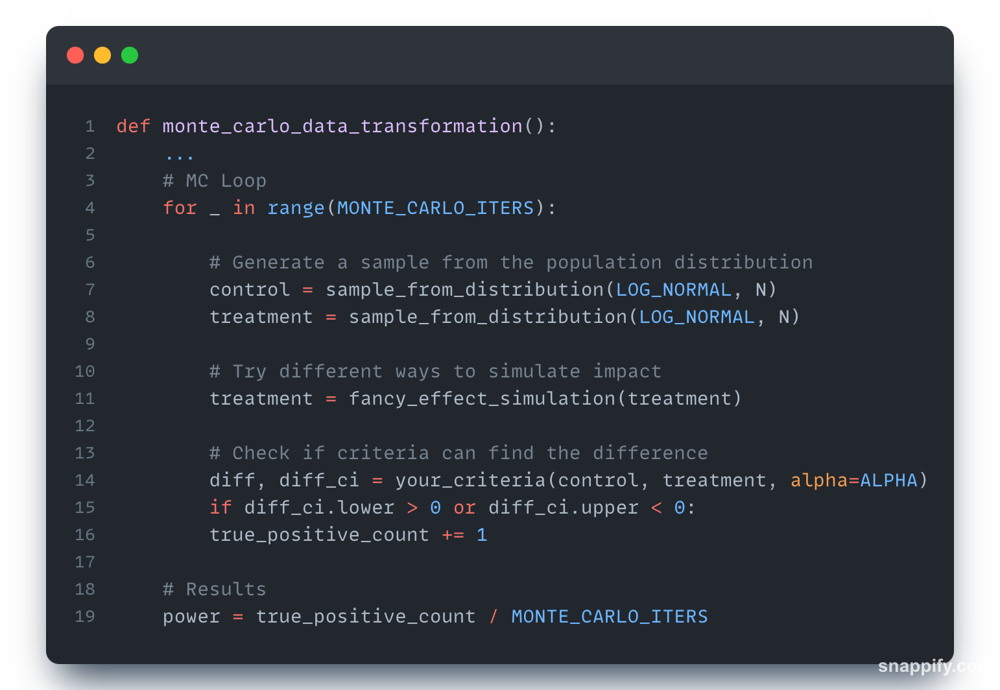 1 def monte_carlo_data_transformation():
2     ...
3     # MC Loop
4     for _ in range(MONTE_CARLO_ITERS):
5
6         # Generate a sample from the population distribution
7         control = sample_from_distribution(LOG_NORMAL, N)
8         treatment = sample_from_distribution(LOG_NORMAL, N)
9
10         # Try different ways to simulate impact
11         treatment = fancy_effect_simulation(treatment)
12
13         # Check if criteria can find the difference
14         diff, diff_ci = your_criteria(control, treatment, alpha=ALPHA)
15         if diff_ci.lower > 0 or diff_ci.upper < 0:
16         true_positive_count += 1
17
18     # Results
19     power = true_positive_count / MONTE_CARLO_ITERS
snappify.com